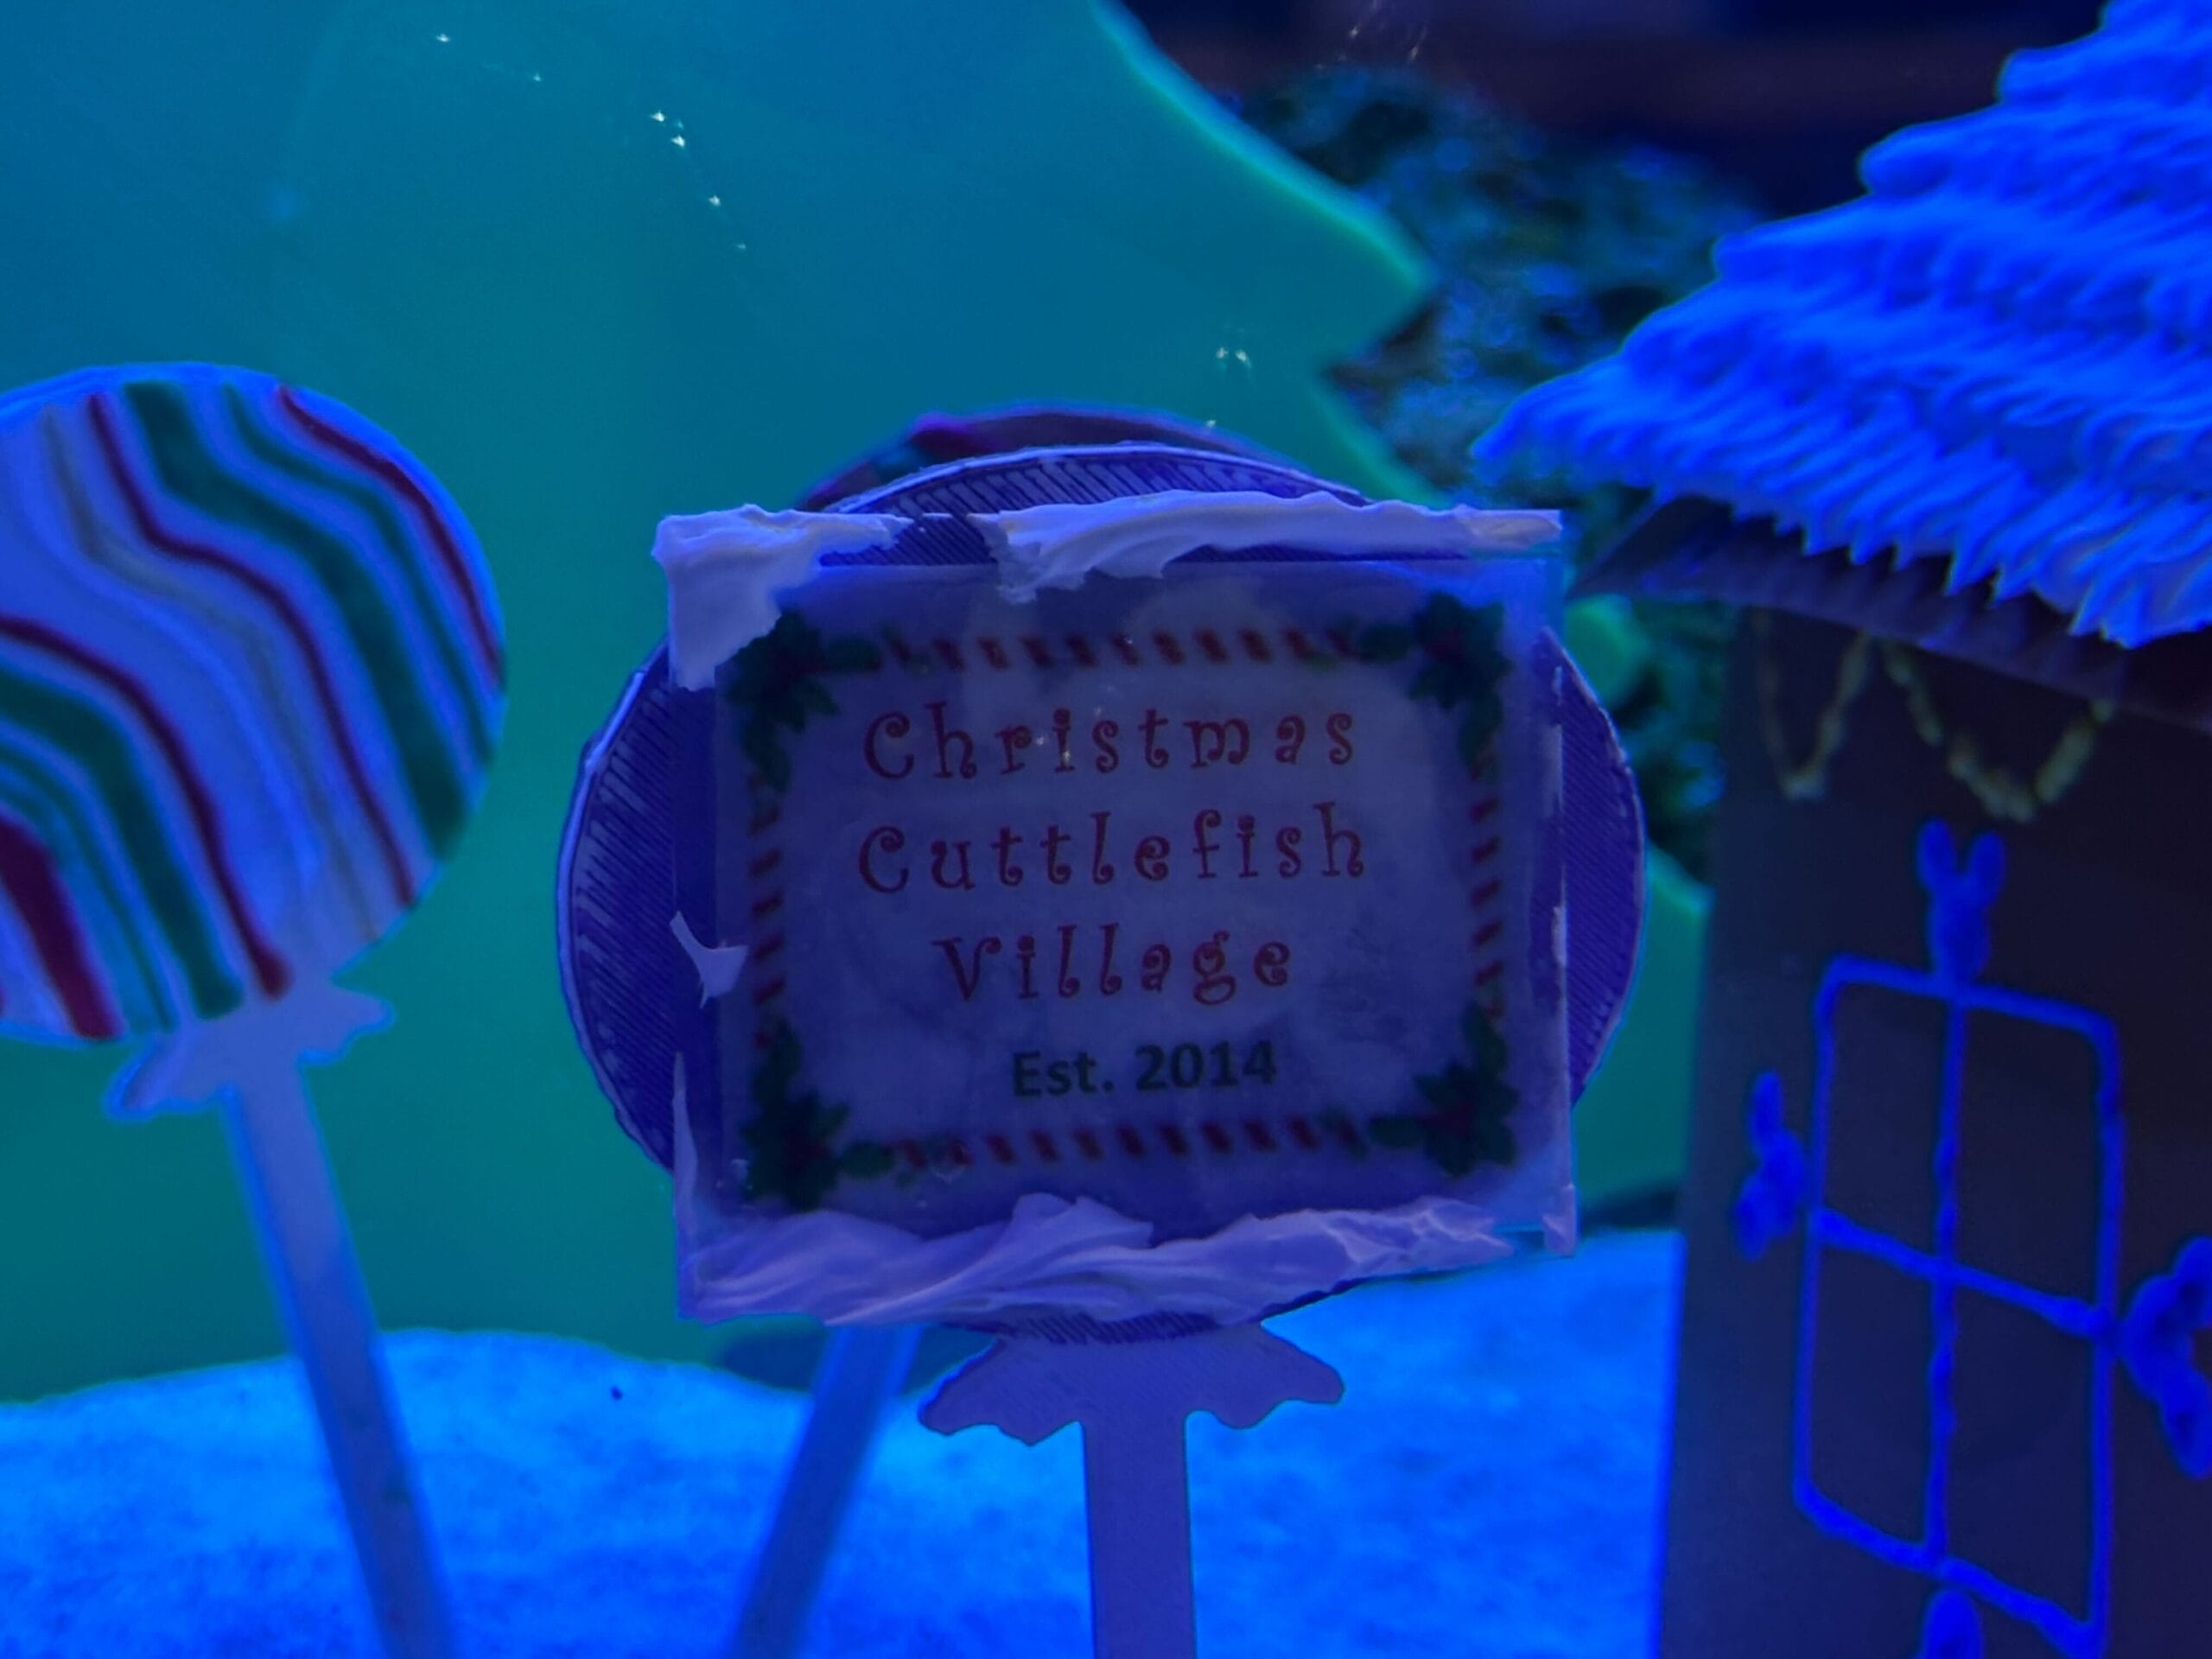 Christmas
Cuttlefish
Village
Est. 2014